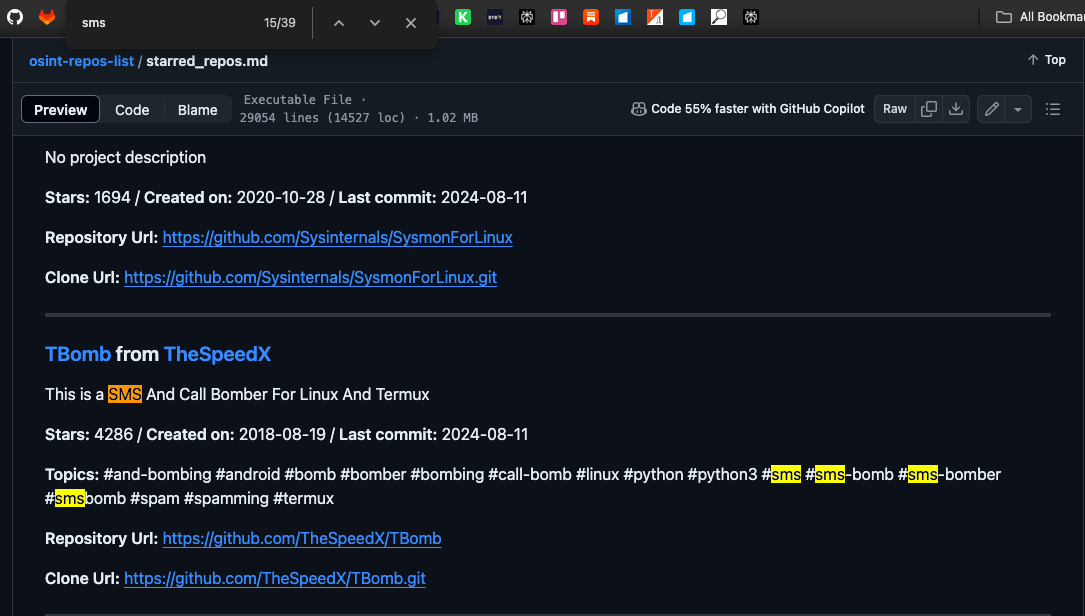 sms 15/39
All Bookmar
osint-repos-list / starred_repos.md
Top
Preview Code Blame
Executable File ·
29054 lines (14527 loc) · 1.02 MB
Code 55% faster with GitHub Copilot
Raw
No project description
Stars: 1694 / Created on: 2020-10-28 / Last commit: 2024-08-11
Repository Url: https://github.com/Sysinternals/SysmonForLinux
Clone Url: https://github.com/Sysinternals/SysmonForLinux.git
TBomb from TheSpeedX
This is a SMS And Call Bomber For Linux And Termux
Stars: 4286 / Created on: 2018-08-19 / Last commit: 2024-08-11
Topics: #and-bombing #android #bomb #bomber #bombing #call-bomb #linux #python #python3 #sms #sms-bomb #sms-bomber
#smsbomb #spam #spamming #termux
Repository Url: https://github.com/TheSpeedX/TBomb
Clone Url: https://github.com/TheSpeedX/TBomb.git